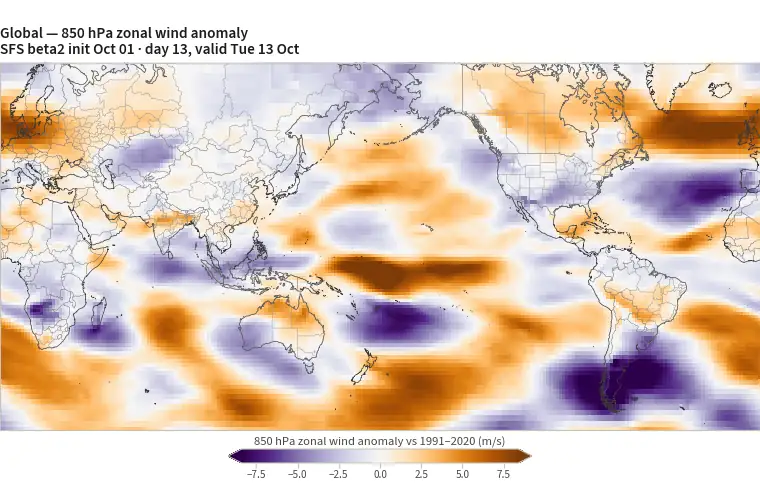 Global — 850 hPa zonal wind anomaly
SFS beta2 init Oct 01 · day 13, valid Tue 13 Oct
850 hPa zonal wind anomaly vs 1991–2020 (m/s)
−7.5 −5.0 −2.5 0.0 2.5 5.0 7.5